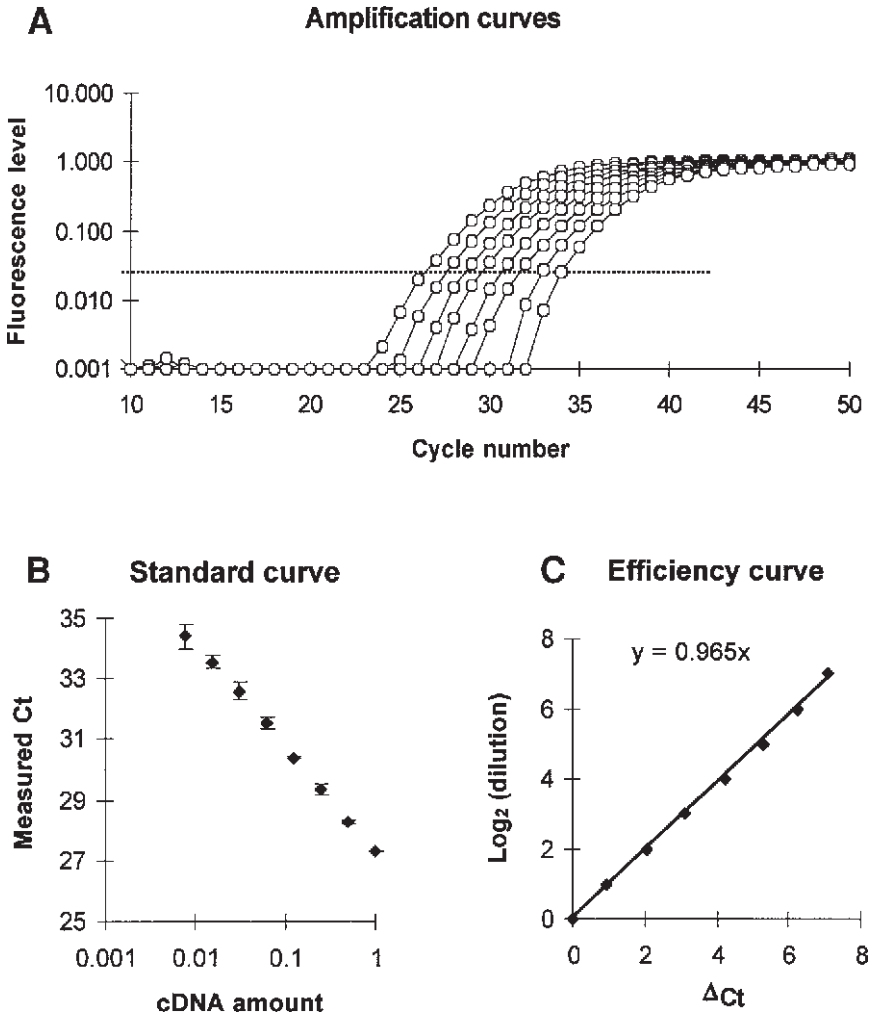 A
Amplification curves
Fluorescence level
10.000
1.000
0.100
0.010
0.001
10 15 20 25 30 35 40 45 50
Cycle number
B
Standard curve
Measured Ct
35
33
31
29
27
25
0.001 0.01 0.1 1
cDNA amount
C
Efficiency curve
y = 0.965x
Log₂ (dilution)
8
6
4
2
0
0 2 4 6 8
ΔCt